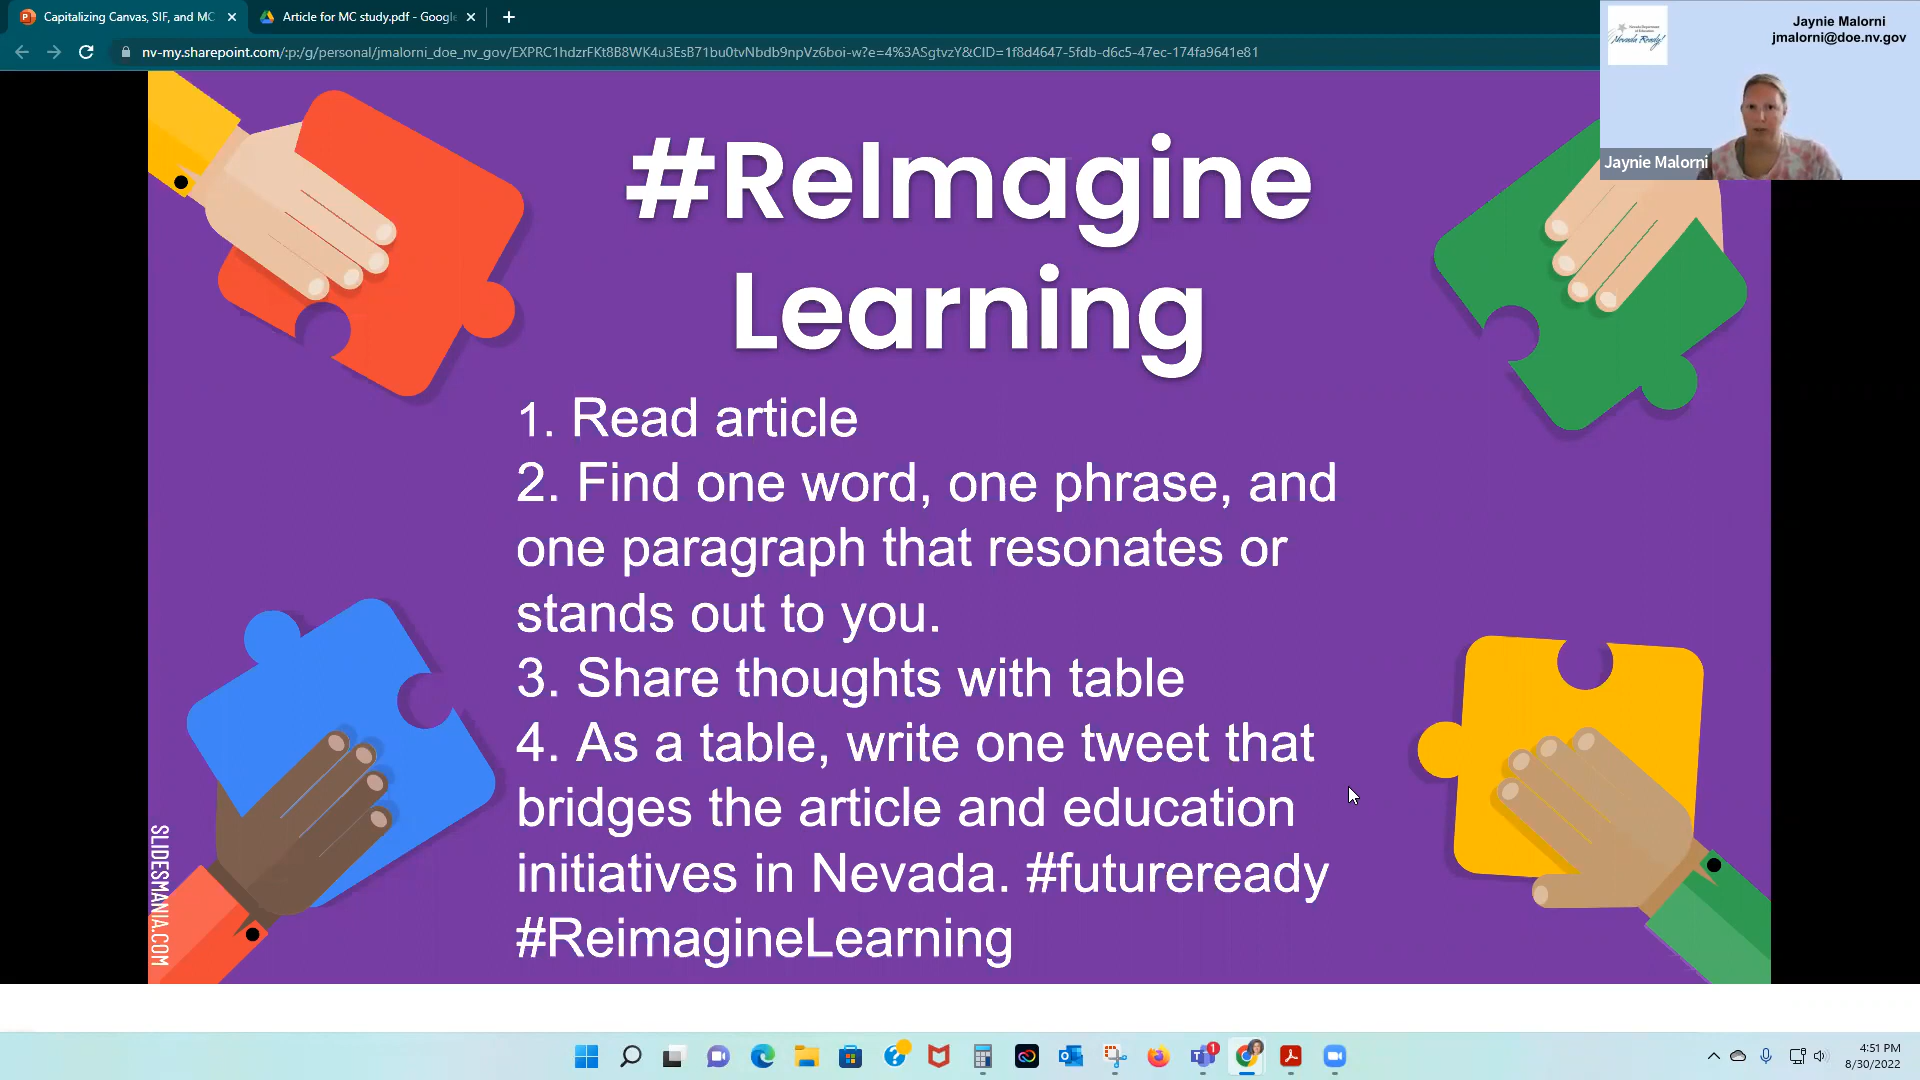 Capitalizing Canvas, SIF, and MC
Article for MC study.pdf - Google
nv-my.sharepoint.com/:p:/g/personal/jmalorni_doe_nv_gov/EXPRC1hdzrFKt8B8WK4u3EsB71bu0tvNbdb9npVz6boi-w?e=4%3ASgtvzY&CID=1f8d4647-5fdb-d6c5-47ec-174fa9641e81
Nevada Ready!
Jaynie Malorni
jmalorni@doe.nv.gov
Jaynie Malorni
#ReImagine
Learning
1. Read article
2. Find one word, one phrase, and
one paragraph that resonates or
stands out to you.
3. Share thoughts with table
4. As a table, write one tweet that
bridges the article and education
initiatives in Nevada. #futureready
#ReimagineLearning
SLIDESMANIA.COM
1
4:51 PM
8/30/2022